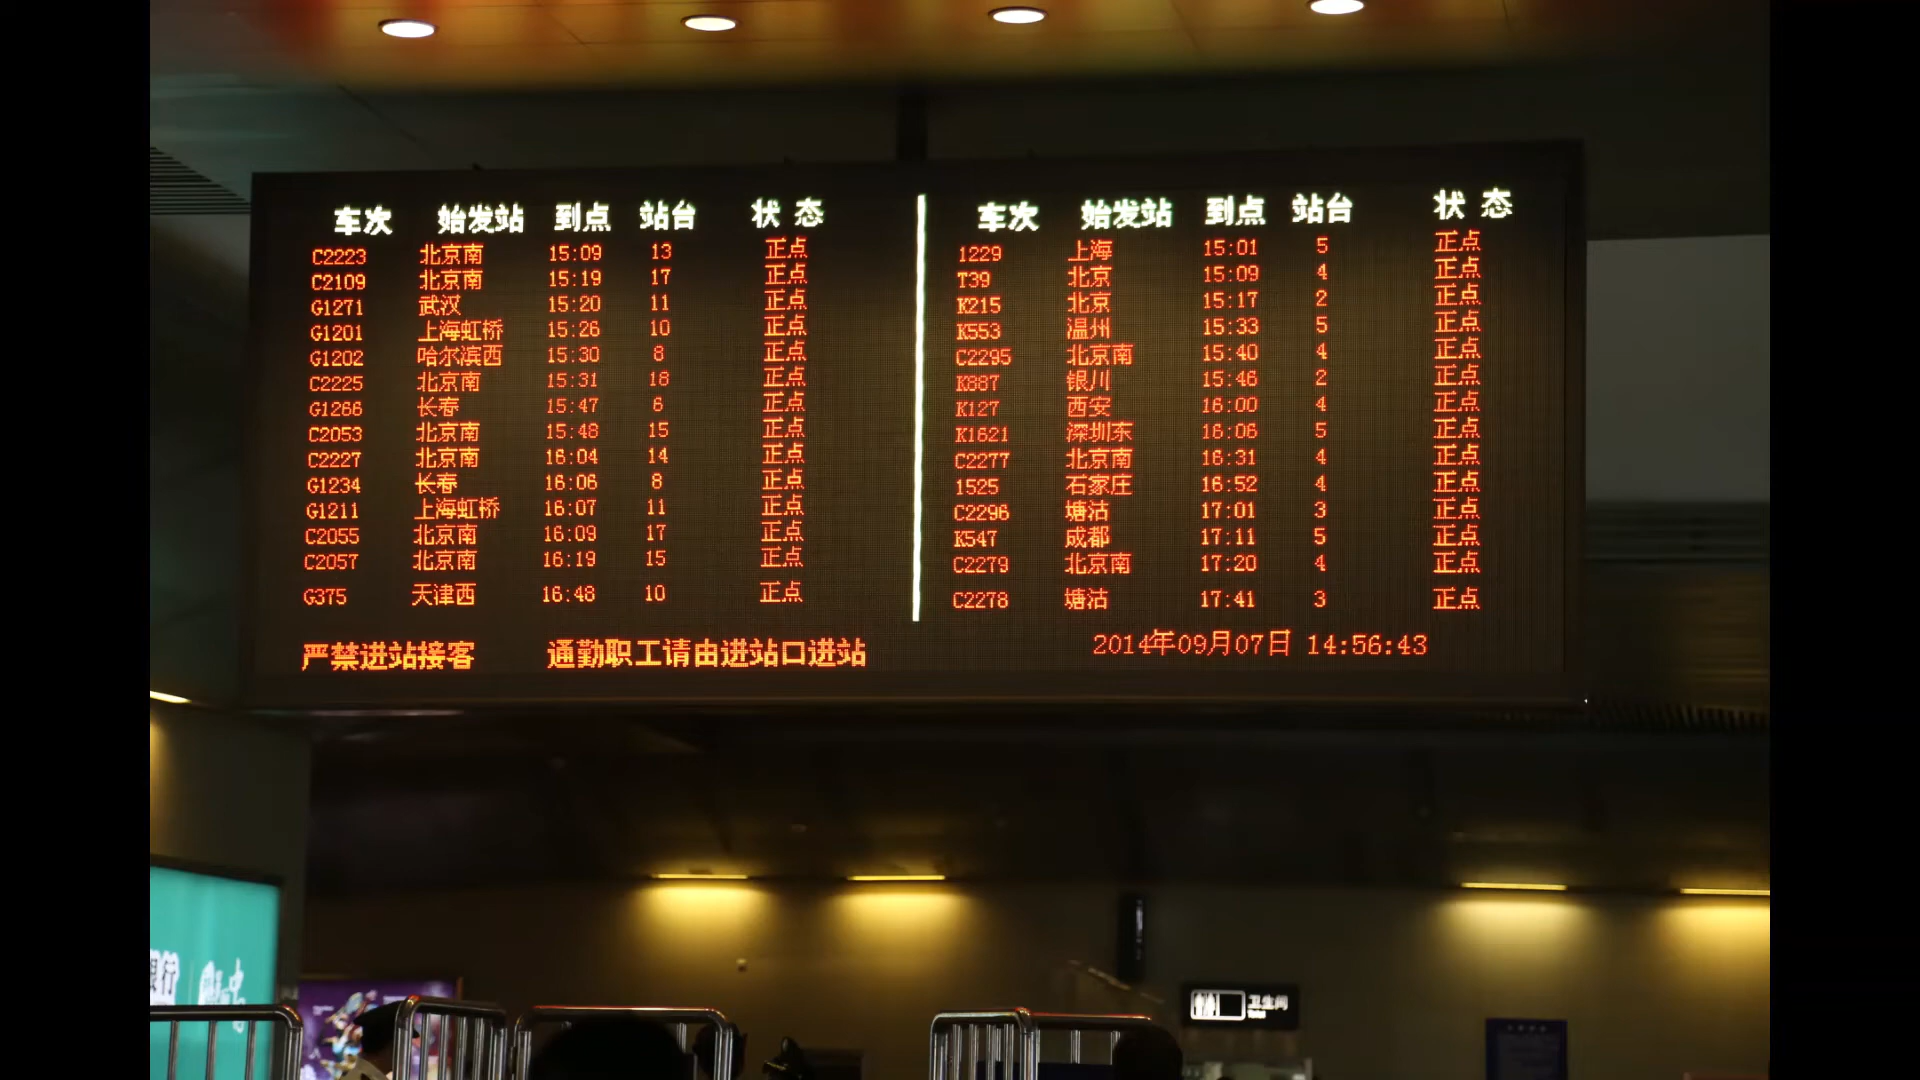 车次 始发站 到点 站台 状态
C2223 北京南 15:09 13 正点
C2109 北京南 15:19 17 正点
G1271 武汉 15:20 11 正点
G1201 上海虹桥 15:26 10 正点
G1202 哈尔滨西 15:30 8 正点
C2225 北京南 15:31 18 正点
G1266 长春 15:47 6 正点
C2053 北京南 15:48 15 正点
C2227 北京南 16:04 14 正点
G1234 长春 16:06 8 正点
G1211 上海虹桥 16:07 11 正点
C2055 北京南 16:09 17 正点
C2057 北京南 16:19 15 正点
G375 天津西 16:48 10 正点
严禁进站接客 通勤职工请由进站口进站
车次 始发站 到点 站台 状态
1229 上海 15:01 5 正点
T39 北京 15:09 4 正点
K215 北京 15:17 2 正点
K553 温州 15:33 5 正点
C2295 北京南 15:40 4 正点
K887 银川 15:46 2 正点
K127 西安 16:00 4 正点
K1621 深圳东 16:06 5 正点
C2277 北京南 16:31 4 正点
1525 石家庄 16:52 4 正点
C2296 塘沽 17:01 3 正点
K547 成都 17:11 5 正点
C2279 北京南 17:20 4 正点
C2278 塘沽 17:41 3 正点
2014年09月07日 14:56:43
银行
卫生间